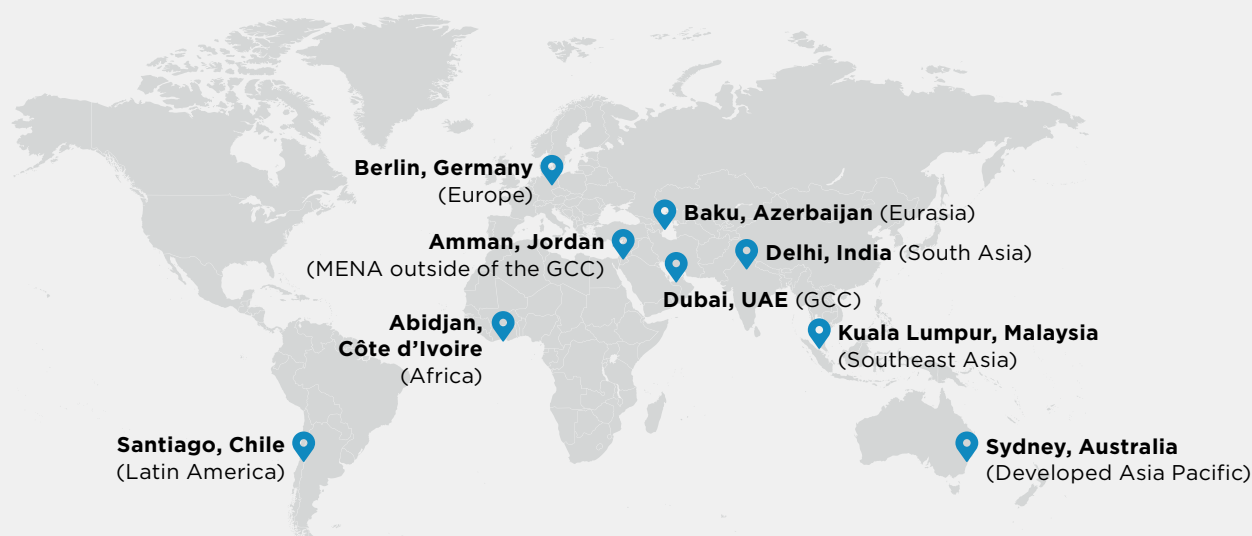 Berlin, Germany
(Europe)
Baku, Azerbaijan (Eurasia)
Amman, Jordan
(MENA outside of the GCC)
Delhi, India (South Asia)
Dubai, UAE (GCC)
Abidjan,
Côte d’Ivoire
(Africa)
Kuala Lumpur, Malaysia
(Southeast Asia)
Santiago, Chile
(Latin America)
Sydney, Australia
(Developed Asia Pacific)